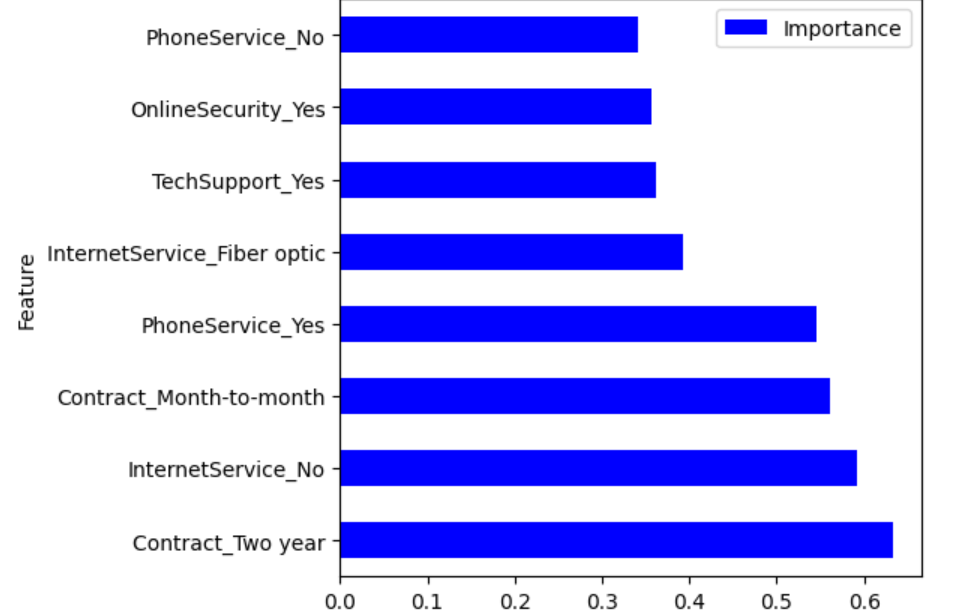 Importance
PhoneService_No
OnlineSecurity_Yes
TechSupport_Yes
InternetService_Fiber optic
PhoneService_Yes
Contract_Month-to-month
InternetService_No
Contract_Two year
Feature
0.0 0.1 0.2 0.3 0.4 0.5 0.6